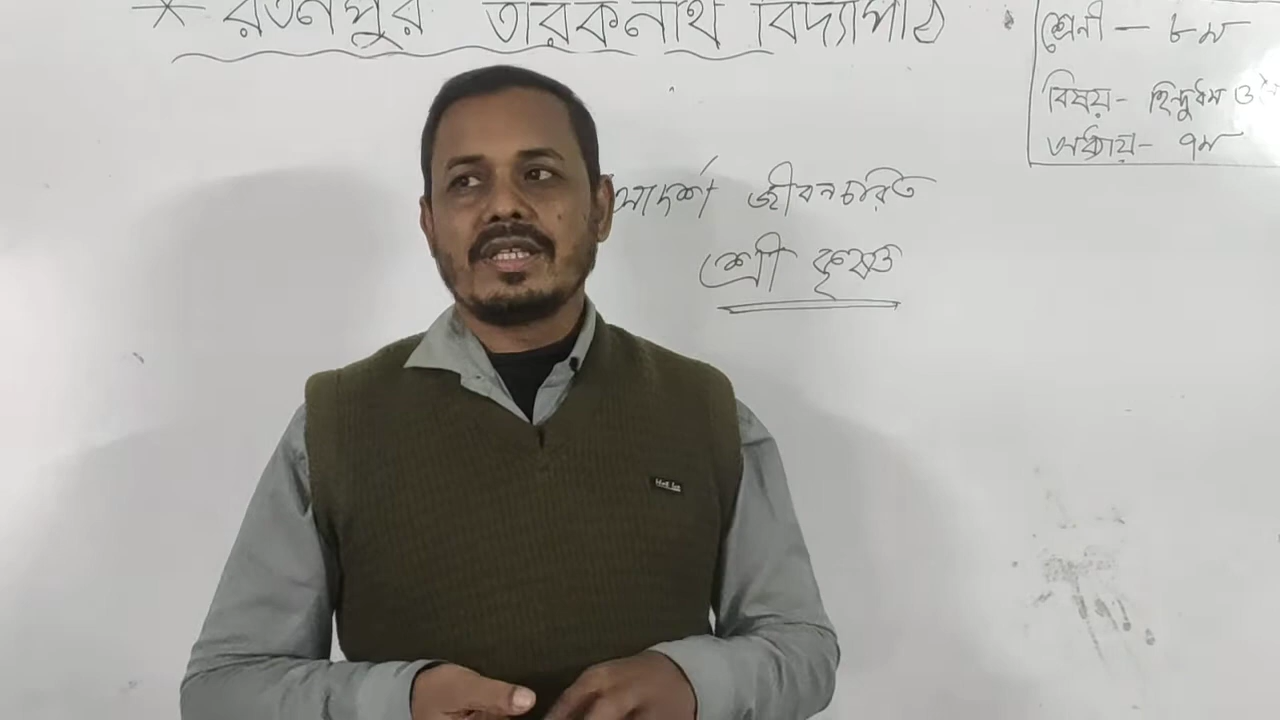 * রতনপুর তারকনাথ বিদ্যাপীঠ
শ্রেনী - ৮ম
বিষয় - হিন্দুধর্ম ও
অধ্যায় - ৭ম
আদর্শ জীবনচরিত
শ্রী কৃষ্ণ